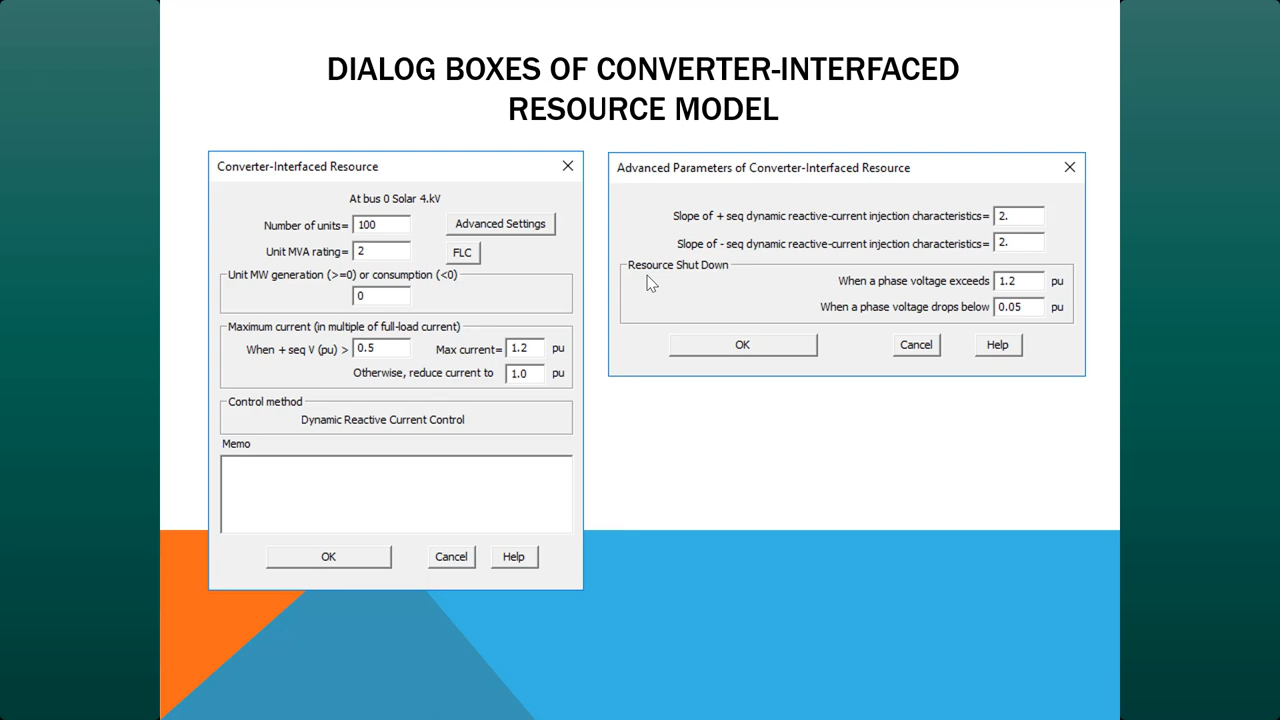 DIALOG BOXES OF CONVERTER-INTERFACED
RESOURCE MODEL
Converter-Interfaced Resource
At bus 0 Solar 4.kV
Number of units= 100
Advanced Settings
Unit MVA rating= 2
FLC
Unit MW generation (>=0) or consumption (<0)
0
Maximum current (in multiple of full-load current)
When + seq V (pu) > 0.5 Max current= 1.2 pu
Otherwise, reduce current to 1.0 pu
Control method
Dynamic Reactive Current Control
Memo
OK Cancel Help
Advanced Parameters of Converter-Interfaced Resource
Slope of + seq dynamic reactive-current injection characteristics= 2.
Slope of - seq dynamic reactive-current injection characteristics= 2.
Resource Shut Down
When a phase voltage exceeds 1.2 pu
When a phase voltage drops below 0.05 pu
OK Cancel Help